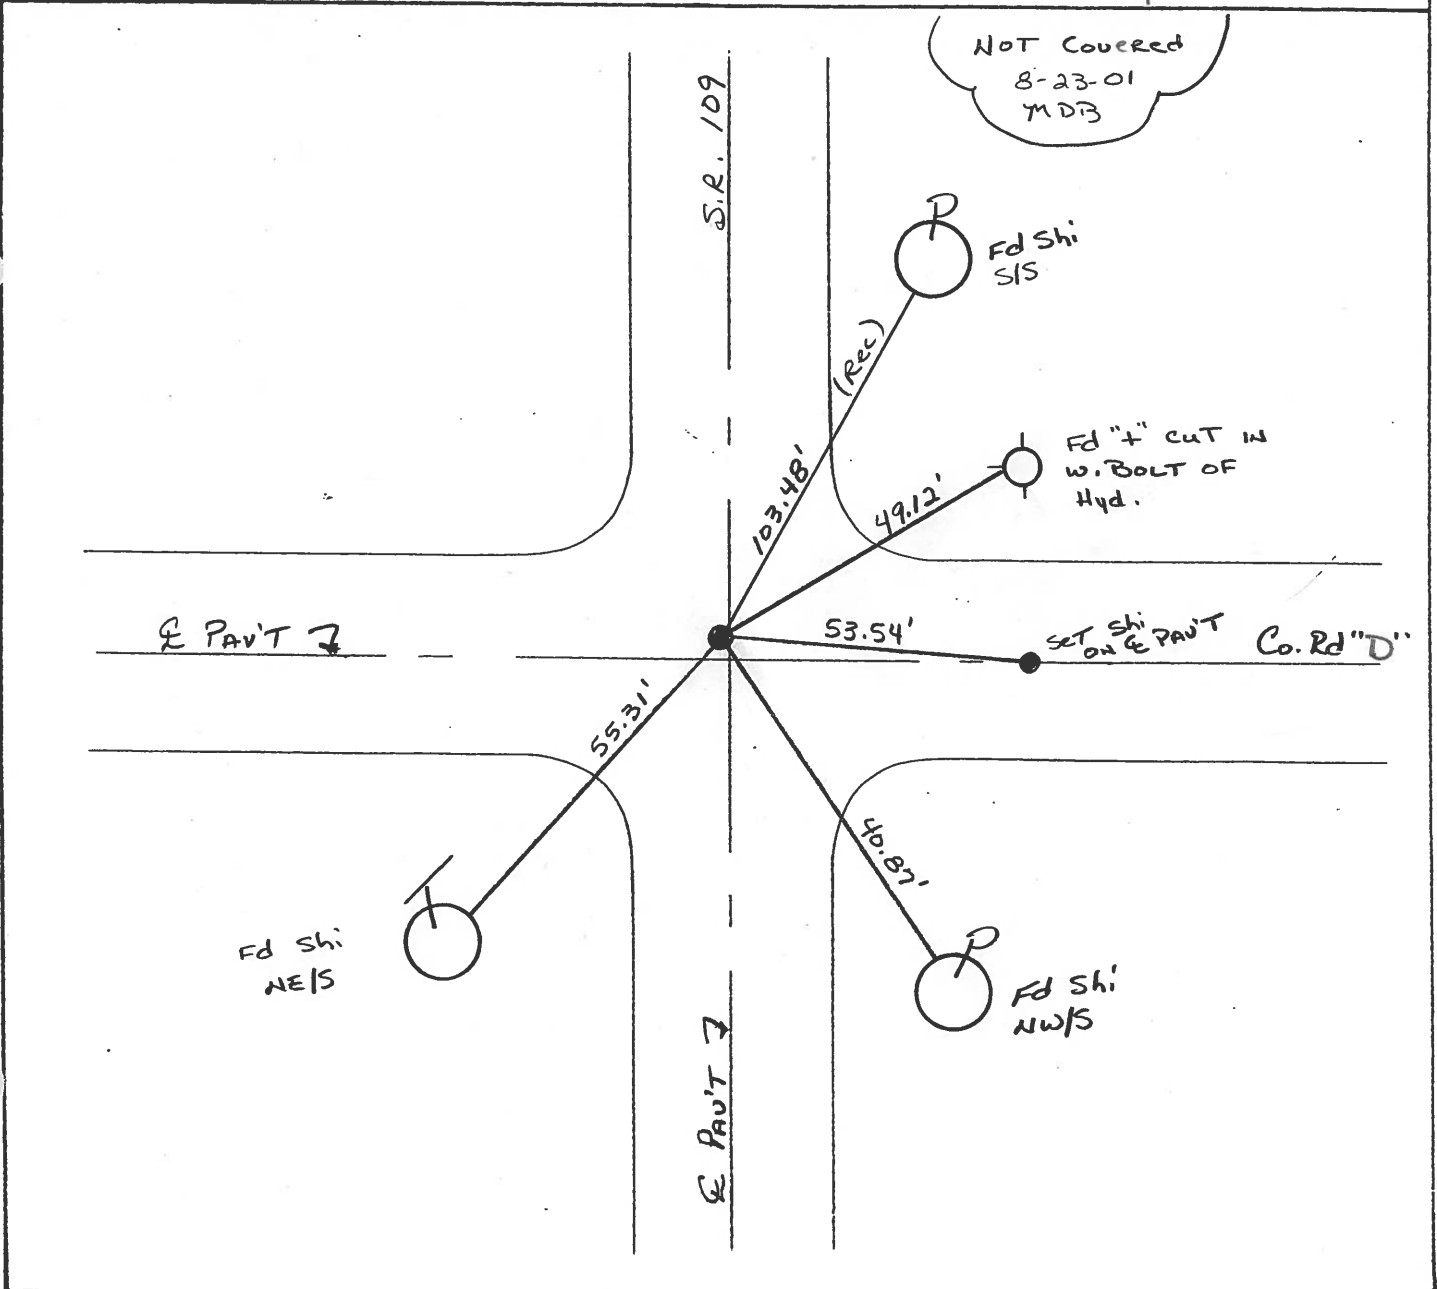 NOT Covered
8-23-01
MDB
S.R. 109
P
Fd Shi
S/S
(Rec)
103.48'
Fd "+" CUT IN
W. BOLT OF
Hyd.
49.12'
53.54'
SET Shi
ON ℄ PAV'T
Co. Rd "D"
℄ PAV'T
55.31'
40.87'
Fd Shi
NE/S
P
Fd Shi
NW/S
℄ PAV'T